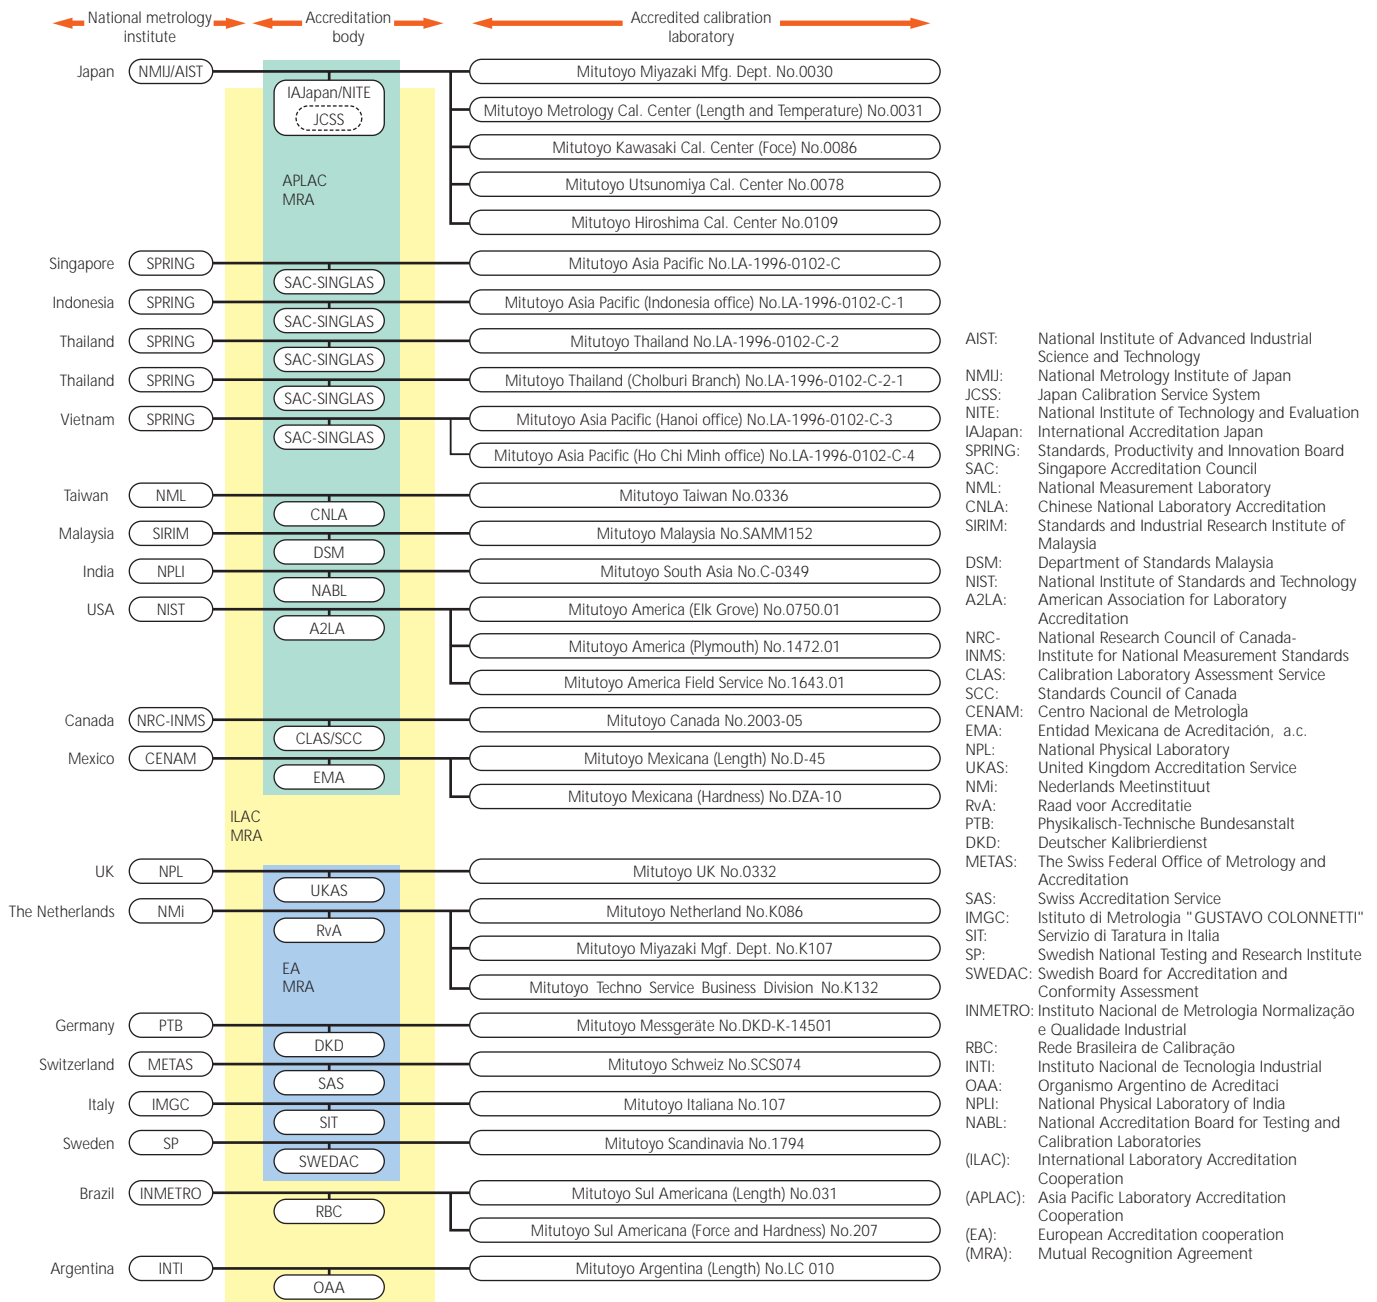 National metrology
institute
Accreditation
body
Accredited calibration
laboratory
Japan
NMIJ/AIST
IAJapan/NITE
JCSS
Mitutoyo Miyazaki Mfg. Dept. No.0030
Mitutoyo Metrology Cal. Center (Length and Temperature) No.0031
Mitutoyo Kawasaki Cal. Center (Foce) No.0086
Mitutoyo Utsunomiya Cal. Center No.0078
Mitutoyo Hiroshima Cal. Center No.0109
APLAC
MRA
Singapore
SPRING
SAC-SINGLAS
Mitutoyo Asia Pacific No.LA-1996-0102-C
Indonesia
SPRING
SAC-SINGLAS
Mitutoyo Asia Pacific (Indonesia office) No.LA-1996-0102-C-1
Thailand
SPRING
SAC-SINGLAS
Mitutoyo Thailand No.LA-1996-0102-C-2
Thailand
SPRING
SAC-SINGLAS
Mitutoyo Thailand (Cholburi Branch) No.LA-1996-0102-C-2-1
Vietnam
SPRING
SAC-SINGLAS
Mitutoyo Asia Pacific (Hanoi office) No.LA-1996-0102-C-3
Mitutoyo Asia Pacific (Ho Chi Minh office) No.LA-1996-0102-C-4
Taiwan
NML
CNLA
Mitutoyo Taiwan No.0336
Malaysia
SIRIM
DSM
Mitutoyo Malaysia No.SAMM152
India
NPLI
NABL
Mitutoyo South Asia No.C-0349
USA
NIST
A2LA
Mitutoyo America (Elk Grove) No.0750.01
Mitutoyo America (Plymouth) No.1472.01
Mitutoyo America Field Service No.1643.01
Canada
NRC-INMS
CLAS/SCC
Mitutoyo Canada No.2003-05
Mexico
CENAM
EMA
Mitutoyo Mexicana (Length) No.D-45
Mitutoyo Mexicana (Hardness) No.DZA-10
ILAC
MRA
UK
NPL
UKAS
Mitutoyo UK No.0332
The Netherlands
NMi
RvA
Mitutoyo Netherland No.K086
Mitutoyo Miyazaki Mgf. Dept. No.K107
Mitutoyo Techno Service Business Division No.K132
EA
MRA
Germany
PTB
DKD
Mitutoyo Messgeräte No.DKD-K-14501
Switzerland
METAS
SAS
Mitutoyo Schweiz No.SCS074
Italy
IMGC
SIT
Mitutoyo Italiana No.107
Sweden
SP
SWEDAC
Mitutoyo Scandinavia No.1794
Brazil
INMETRO
RBC
Mitutoyo Sul Americana (Length) No.031
Mitutoyo Sul Americana (Force and Hardness) No.207
Argentina
INTI
OAA
Mitutoyo Argentina (Length) No.LC 010
AIST: National Institute of Advanced Industrial
Science and Technology
NMIJ: National Metrology Institute of Japan
JCSS: Japan Calibration Service System
NITE: National Institute of Technology and Evaluation
IAJapan: International Accreditation Japan
SPRING: Standards, Productivity and Innovation Board
SAC: Singapore Accreditation Council
NML: National Measurement Laboratory
CNLA: Chinese National Laboratory Accreditation
SIRIM: Standards and Industrial Research Institute of
Malaysia
DSM: Department of Standards Malaysia
NIST: National Institute of Standards and Technology
A2LA: American Association for Laboratory
Accreditation
NRC- National Research Council of Canada-
INMS: Institute for National Measurement Standards
CLAS: Calibration Laboratory Assessment Service
SCC: Standards Council of Canada
CENAM: Centro Nacional de MetrologÌa
EMA: Entidad Mexicana de Acreditación, a.c.
NPL: National Physical Laboratory
UKAS: United Kingdom Accreditation Service
NMi: Nederlands Meetinstituut
RvA: Raad voor Accreditatie
PTB: Physikalisch-Technische Bundesanstalt
DKD: Deutscher Kalibrierdienst
METAS: The Swiss Federal Office of Metrology and
Accreditation
SAS: Swiss Accreditation Service
IMGC: Istituto di Metrologia "GUSTAVO COLONNETTI"
SIT: Servizio di Taratura in Italia
SP: Swedish National Testing and Research Institute
SWEDAC: Swedish Board for Accreditation and
Conformity Assessment
INMETRO: Instituto Nacional de Metrologia Normalização
e Qualidade Industrial
RBC: Rede Brasileira de Calibração
INTI: Instituto Nacional de Tecnologia Industrial
OAA: Organismo Argentino de Acreditaci
NPLI: National Physical Laboratory of India
NABL: National Accreditation Board for Testing and
Calibration Laboratories
(ILAC): International Laboratory Accreditation
Cooperation
(APLAC): Asia Pacific Laboratory Accreditation
Cooperation
(EA): European Accreditation cooperation
(MRA): Mutual Recognition Agreement